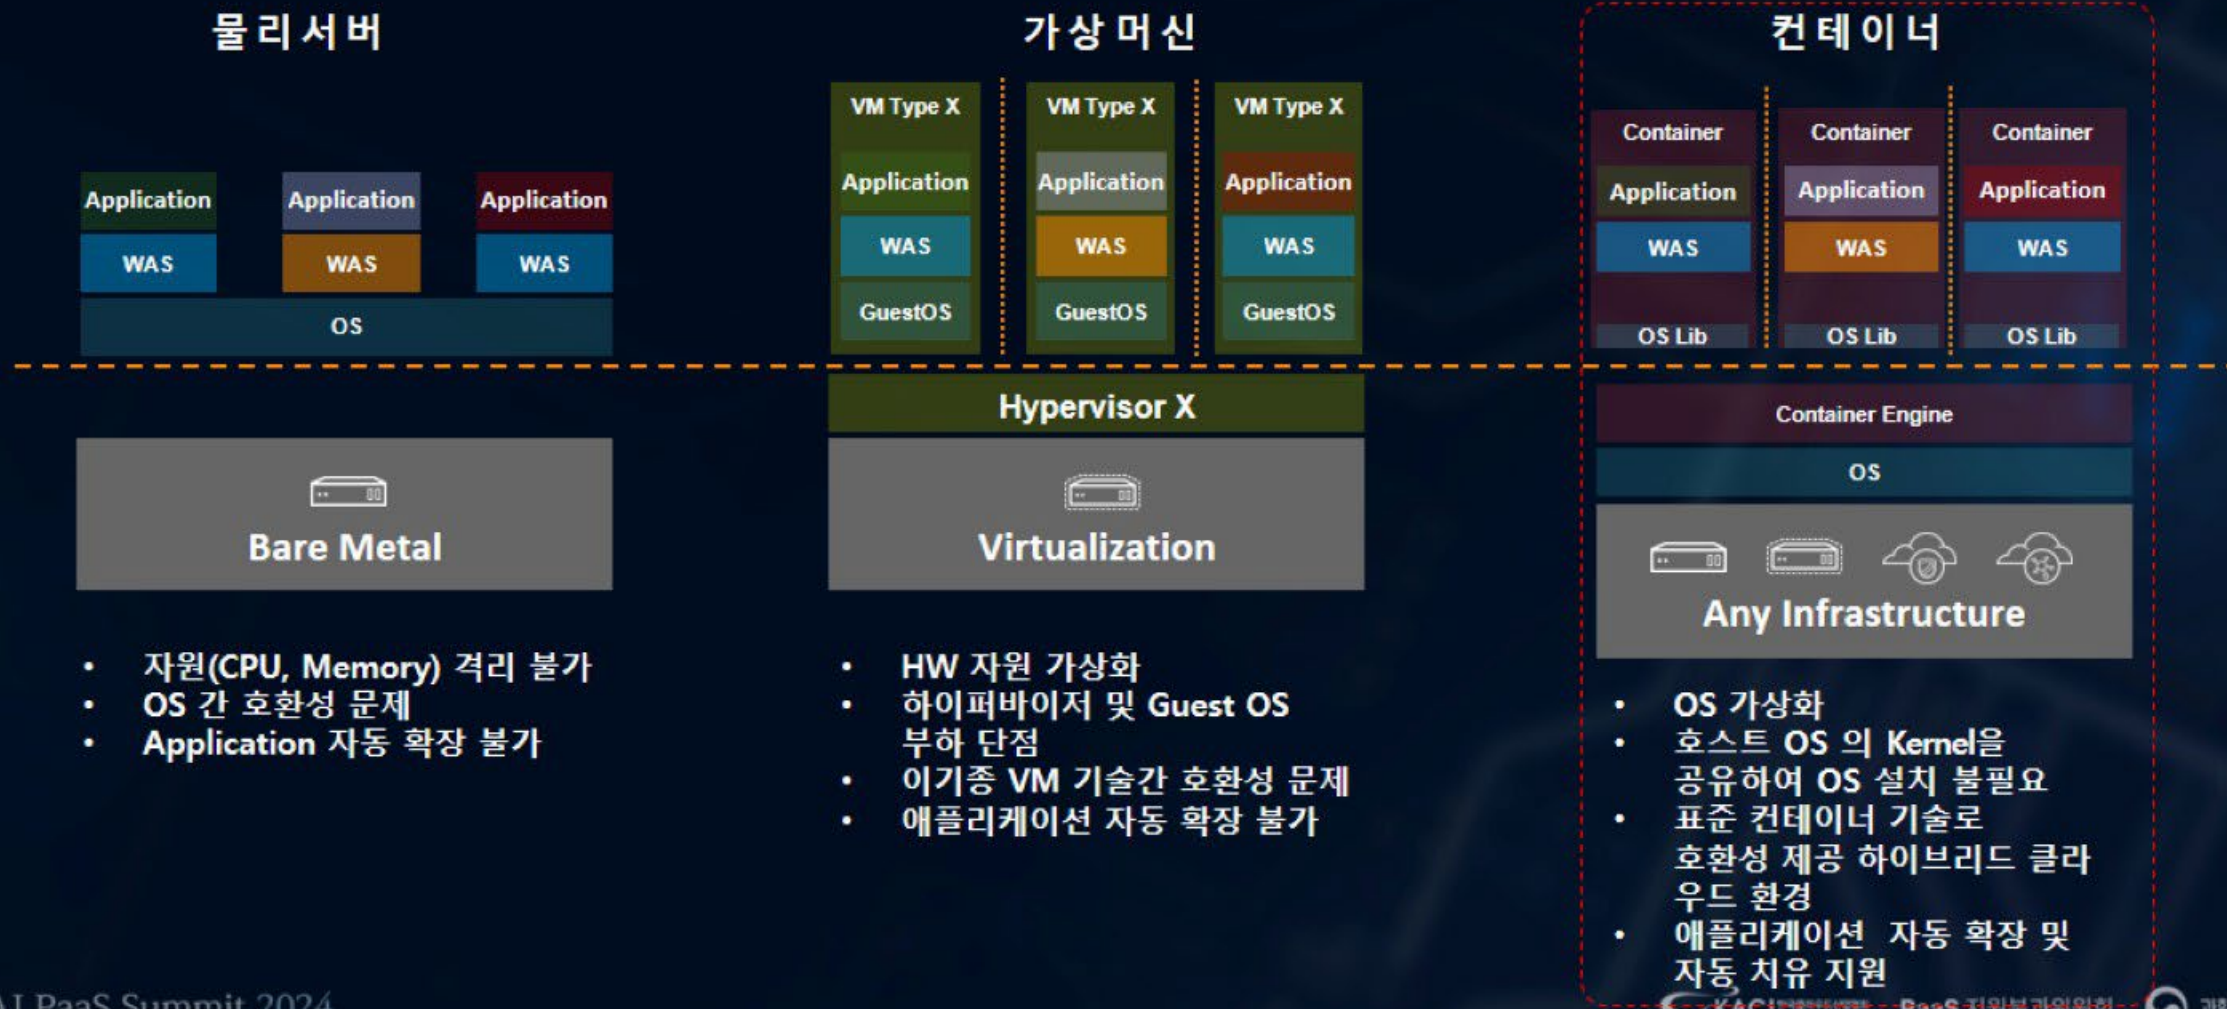 물리서버
Application
Application
Application
WAS
WAS
WAS
OS
Bare Metal
• 자원(CPU, Memory) 격리 불가
• OS 간 호환성 문제
• Application 자동 확장 불가
가상머신
VM Type X
VM Type X
VM Type X
Application
Application
Application
WAS
WAS
WAS
GuestOS
GuestOS
GuestOS
Hypervisor X
Virtualization
• HW 자원 가상화
• 하이퍼바이저 및 Guest OS
부하 단점
• 이기종 VM 기술간 호환성 문제
• 애플리케이션 자동 확장 불가
컨테이너
Container
Container
Container
Application
Application
Application
WAS
WAS
WAS
OS Lib
OS Lib
OS Lib
Container Engine
OS
Any Infrastructure
• OS 가상화
• 호스트 OS 의 Kernel을
공유하여 OS 설치 불필요
• 표준 컨테이너 기술로
호환성 제공 하이브리드 클라
우드 환경
• 애플리케이션 자동 확장 및
자동 치유 지원
AI PaaS Summit 2024